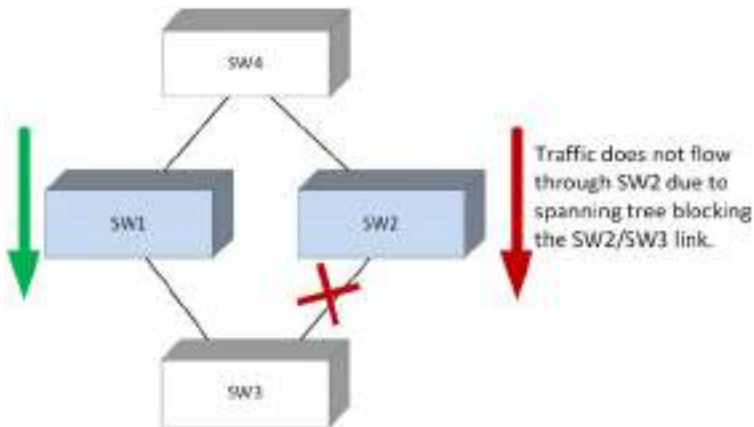 SW4
SW1
SW2
Traffic does not flow
through SW2 due to
spanning tree blocking
the SW2/SW3 link.
SW3